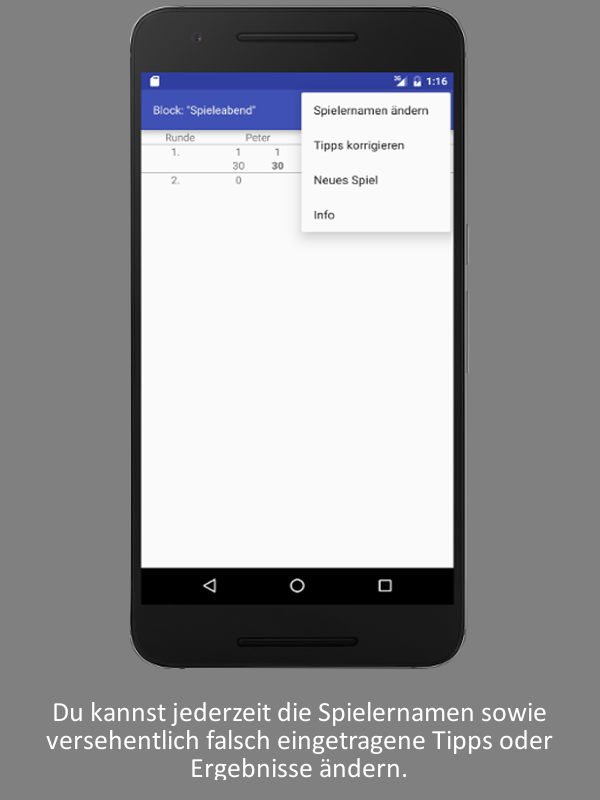 3G 1:16
Block: "Spieleabend"
Spielernamen ändern
Tipps korrigieren
Neues Spiel
Info
Runde Peter
1. 1 1
30 30
2. 0
Du kannst jederzeit die Spielernamen sowie
versehentlich falsch eingetragene Tipps oder
Ergebnisse ändern.